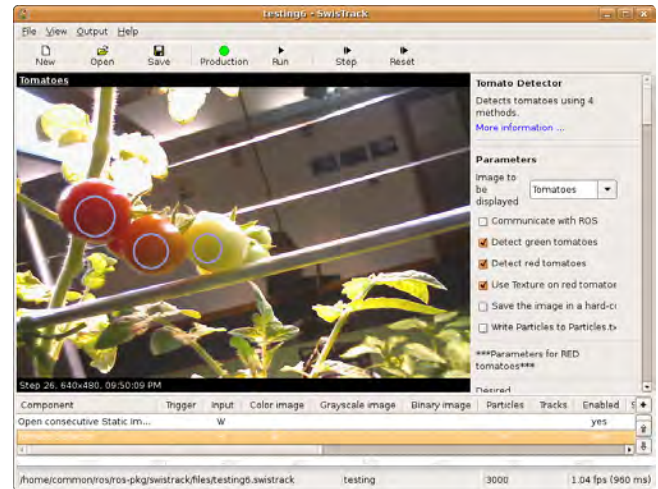 testing6 - SwisTrack
File View Output Help
New Open Save Production Run Step Reset
Tomatoes
Step 26, 640x480, 09:50:09 PM
Tomato Detector
Detects tomatoes using 4
methods.
More information ...
Parameters
Image to
be
displayed
Tomatoes
Communicate with ROS
Detect green tomatoes
Detect red tomatoes
Use Texture on red tomatoe
Save the image in a hard-c
Write Particles to Particles.t
***Parameters for RED
tomatoes***
Desired
Component Trigger Input Color image Grayscale image Binary image Particles Tracks Enabled S
Open consecutive Static Im... W yes
/home/common/ros/ros-pkg/swistrack/files/testing6.swistrack testing 3000 1.04 fps (960 ms)